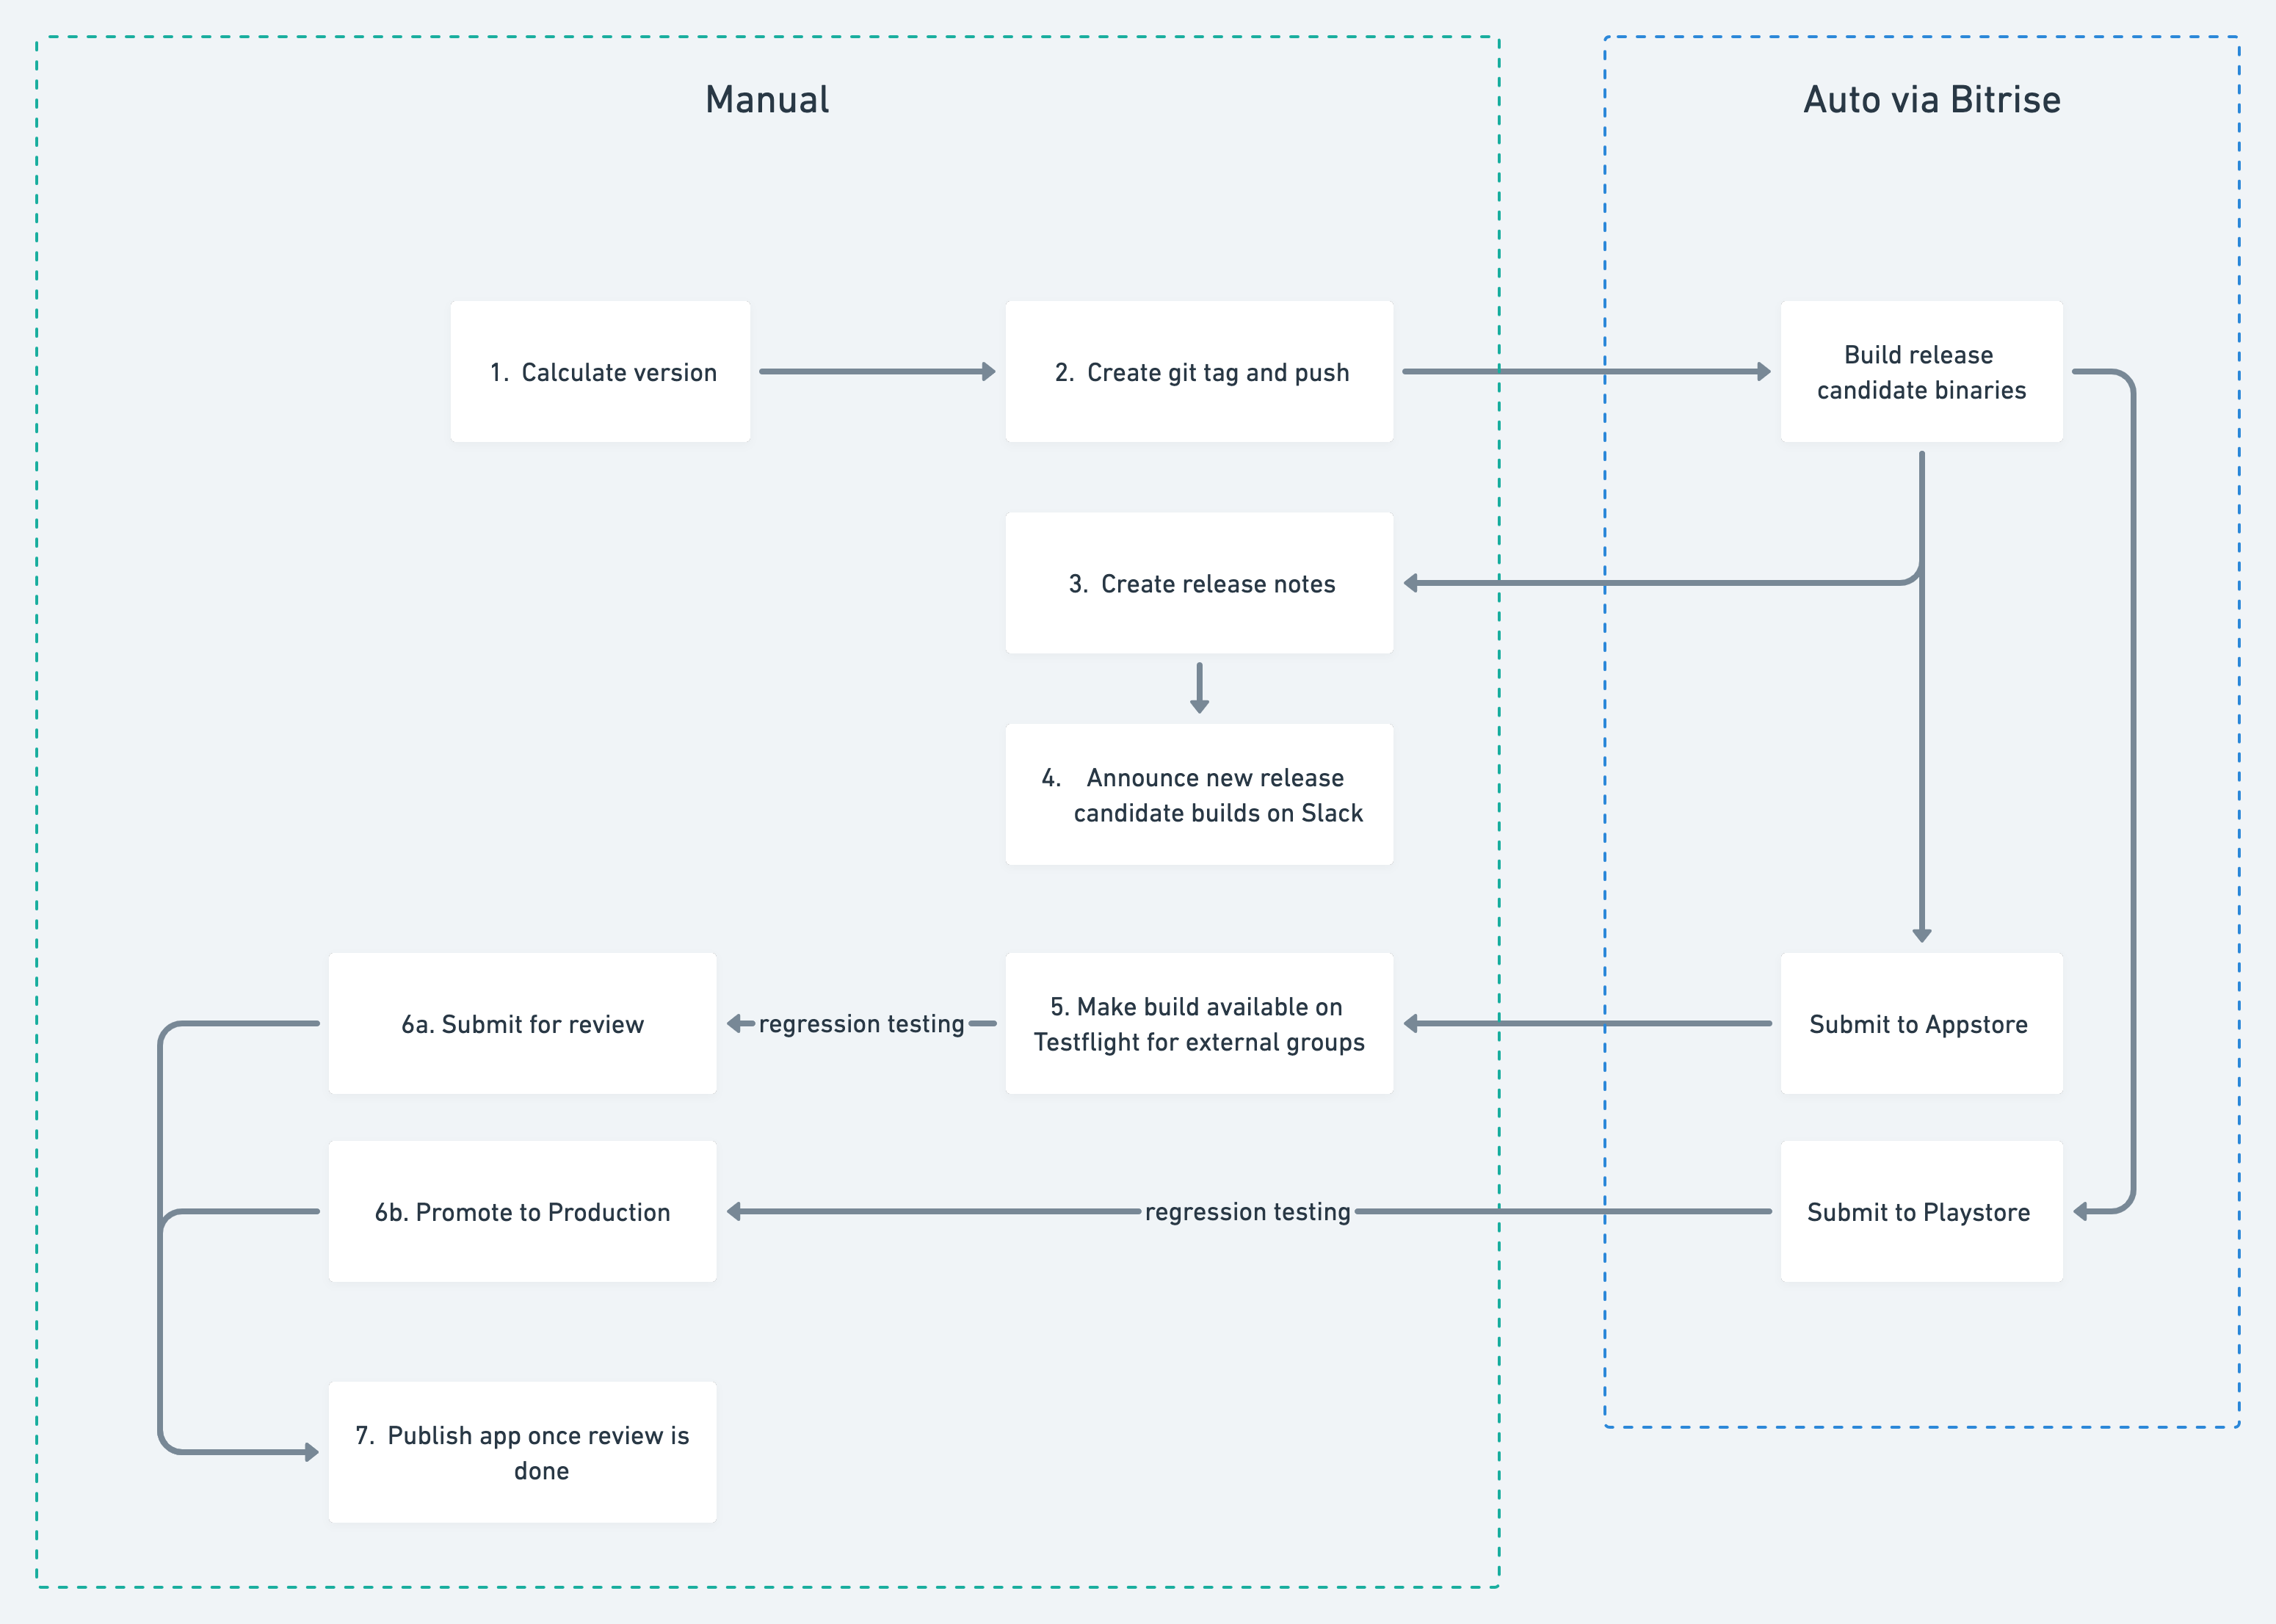 Manual
Auto via Bitrise
1. Calculate version
2. Create git tag and push
Build release
candidate binaries
3. Create release notes
4. Announce new release
candidate builds on Slack
6a. Submit for review
regression testing
5. Make build available on
Testflight for external groups
Submit to Appstore
6b. Promote to Production
regression testing
Submit to Playstore
7. Publish app once review is
done